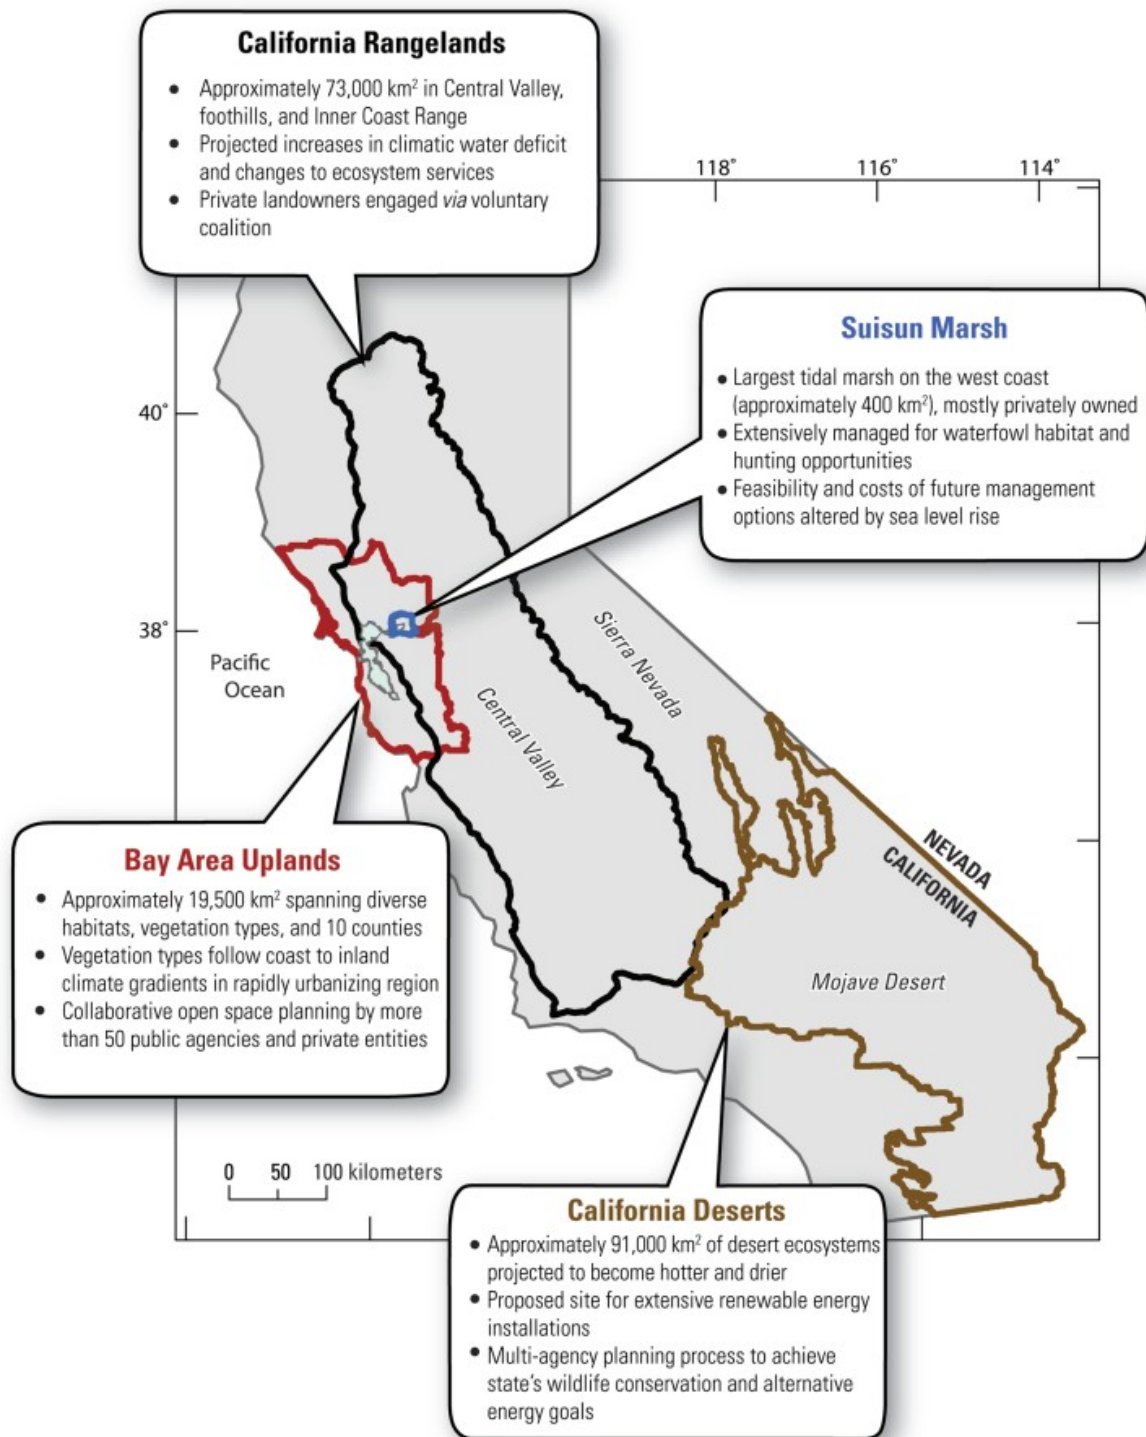 California Rangelands
• Approximately 73,000 km² in Central Valley,
foothills, and Inner Coast Range
• Projected increases in climatic water deficit
and changes to ecosystem services
• Private landowners engaged via voluntary
coalition
118°
116°
114°
Suisun Marsh
• Largest tidal marsh on the west coast
(approximately 400 km²), mostly privately owned
• Extensively managed for waterfowl habitat and
hunting opportunities
• Feasibility and costs of future management
options altered by sea level rise
40°
38°
Pacific
Ocean
Sierra Nevada
Central Valley
NEVADA
CALIFORNIA
Mojave Desert
Bay Area Uplands
• Approximately 19,500 km² spanning diverse
habitats, vegetation types, and 10 counties
• Vegetation types follow coast to inland
climate gradients in rapidly urbanizing region
• Collaborative open space planning by more
than 50 public agencies and private entities
0 50 100 kilometers
California Deserts
• Approximately 91,000 km² of desert ecosystems
projected to become hotter and drier
• Proposed site for extensive renewable energy
installations
• Multi-agency planning process to achieve
state's wildlife conservation and alternative
energy goals